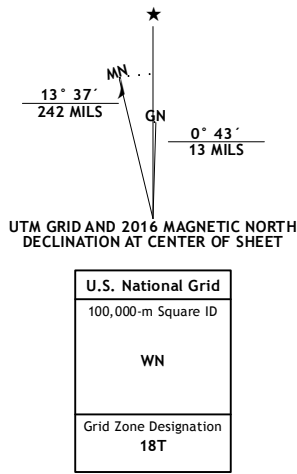 ★
MN
13° 37´
242 MILS
GN
0° 43´
13 MILS
UTM GRID AND 2016 MAGNETIC NORTH
DECLINATION AT CENTER OF SHEET
U.S. National Grid
100,000-m Square ID
WN
Grid Zone Designation
18T